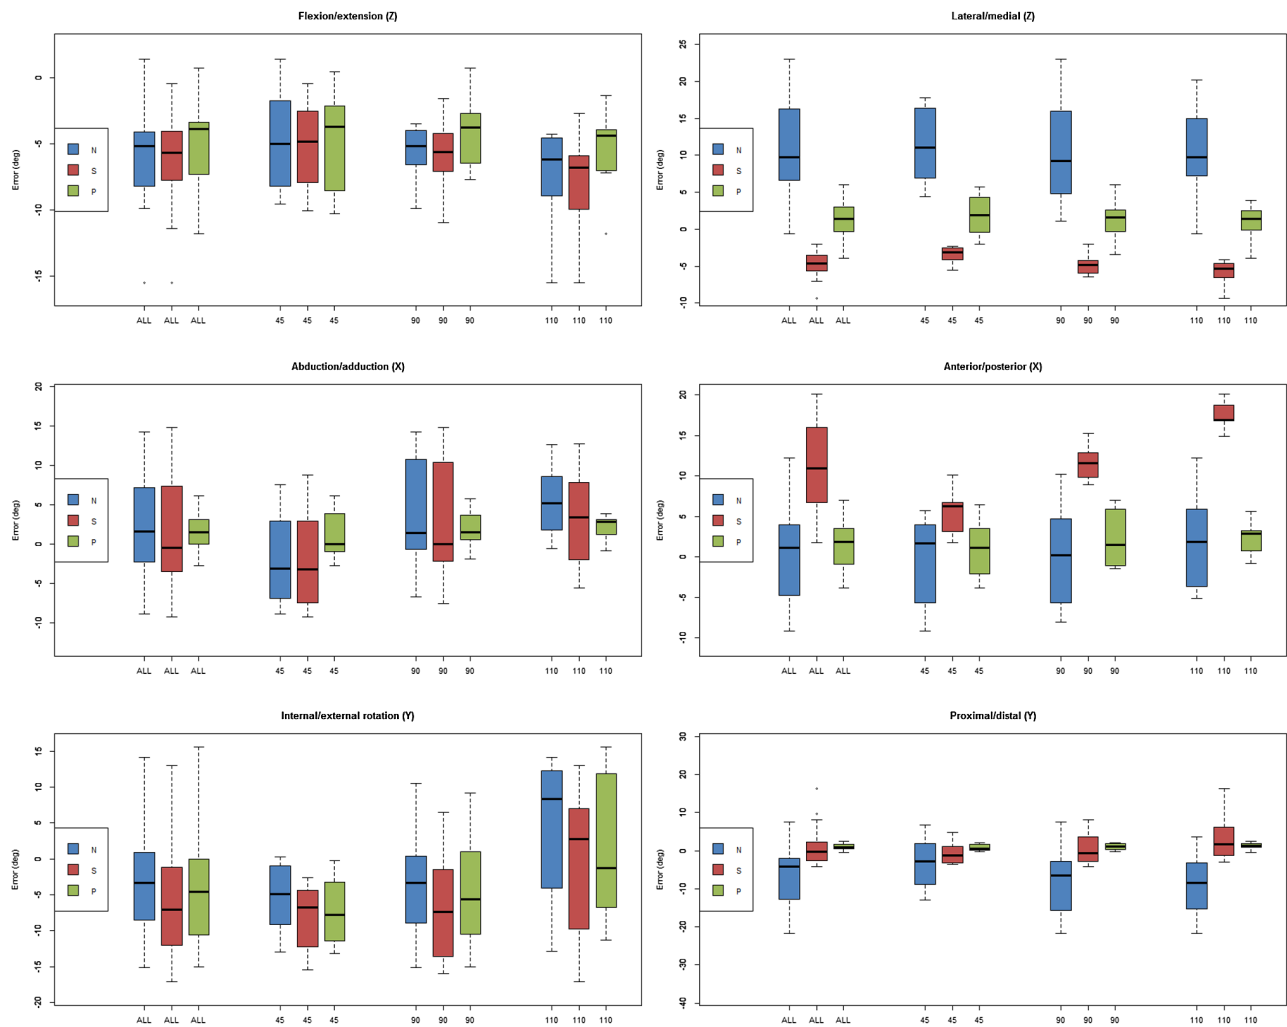 Flexion/extension (Z)
Error (deg)
0
-5
-10
-15
N
S
P
ALL ALL ALL 45 45 45 90 90 90 110 110 110
Lateral/medial (Z)
Error (deg)
25
20
15
10
5
0
-5
-10
N
S
P
ALL ALL ALL 45 45 45 90 90 90 110 110 110
Abduction/adduction (X)
Error (deg)
20
15
10
5
0
-5
-10
N
S
P
ALL ALL ALL 45 45 45 90 90 90 110 110 110
Anterior/posterior (X)
Error (deg)
20
15
10
5
0
-5
-10
N
S
P
ALL ALL ALL 45 45 45 90 90 90 110 110 110
Internal/external rotation (Y)
Error (deg)
15
10
5
0
-5
-10
-15
-20
N
S
P
ALL ALL ALL 45 45 45 90 90 90 110 110 110
Proximal/distal (Y)
Error (deg)
30
20
10
0
-10
-20
-30
-40
N
S
P
ALL ALL ALL 45 45 45 90 90 90 110 110 110